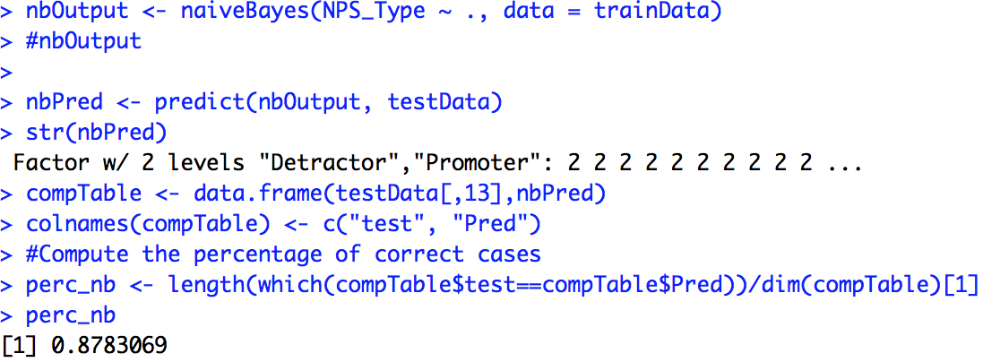 > nbOutput <- naiveBayes(NPS_Type ~ ., data = trainData)
> #nbOutput
>
> nbPred <- predict(nbOutput, testData)
> str(nbPred)
 Factor w/ 2 levels "Detractor","Promoter": 2 2 2 2 2 2 2 2 2 2 ...
> compTable <- data.frame(testData[,13],nbPred)
> colnames(compTable) <- c("test", "Pred")
> #Compute the percentage of correct cases
> perc_nb <- length(which(compTable$test==compTable$Pred))/dim(compTable)[1]
> perc_nb
[1] 0.8783069